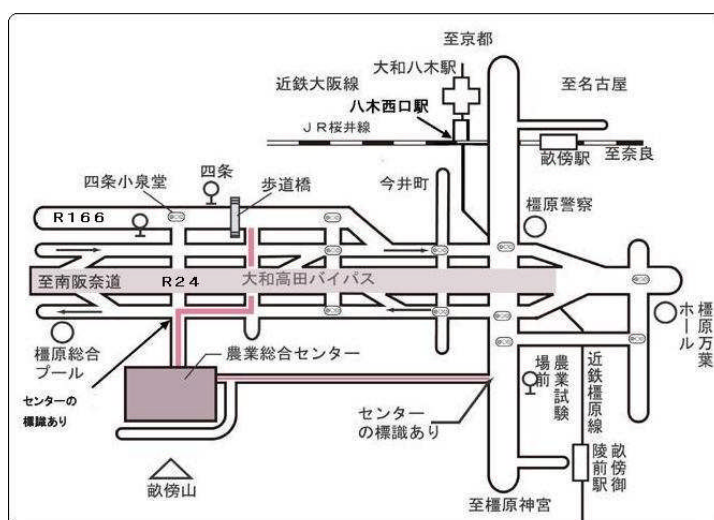 至京都
大和八木駅
近鉄大阪線
至名古屋
八木西口駅
JR桜井線
畝傍駅
至奈良
四条
四条小泉堂
歩道橋
今井町
R166
橿原警察
至南阪奈道
R24
大和高田バイパス
橿原万葉
ホール
橿原総合
プール
農業総合センター
センターの
標識あり
センター
の標識あり
農業試験
場前
近鉄橿原線
畝傍御
陵前駅
畝傍山
至橿原神宮